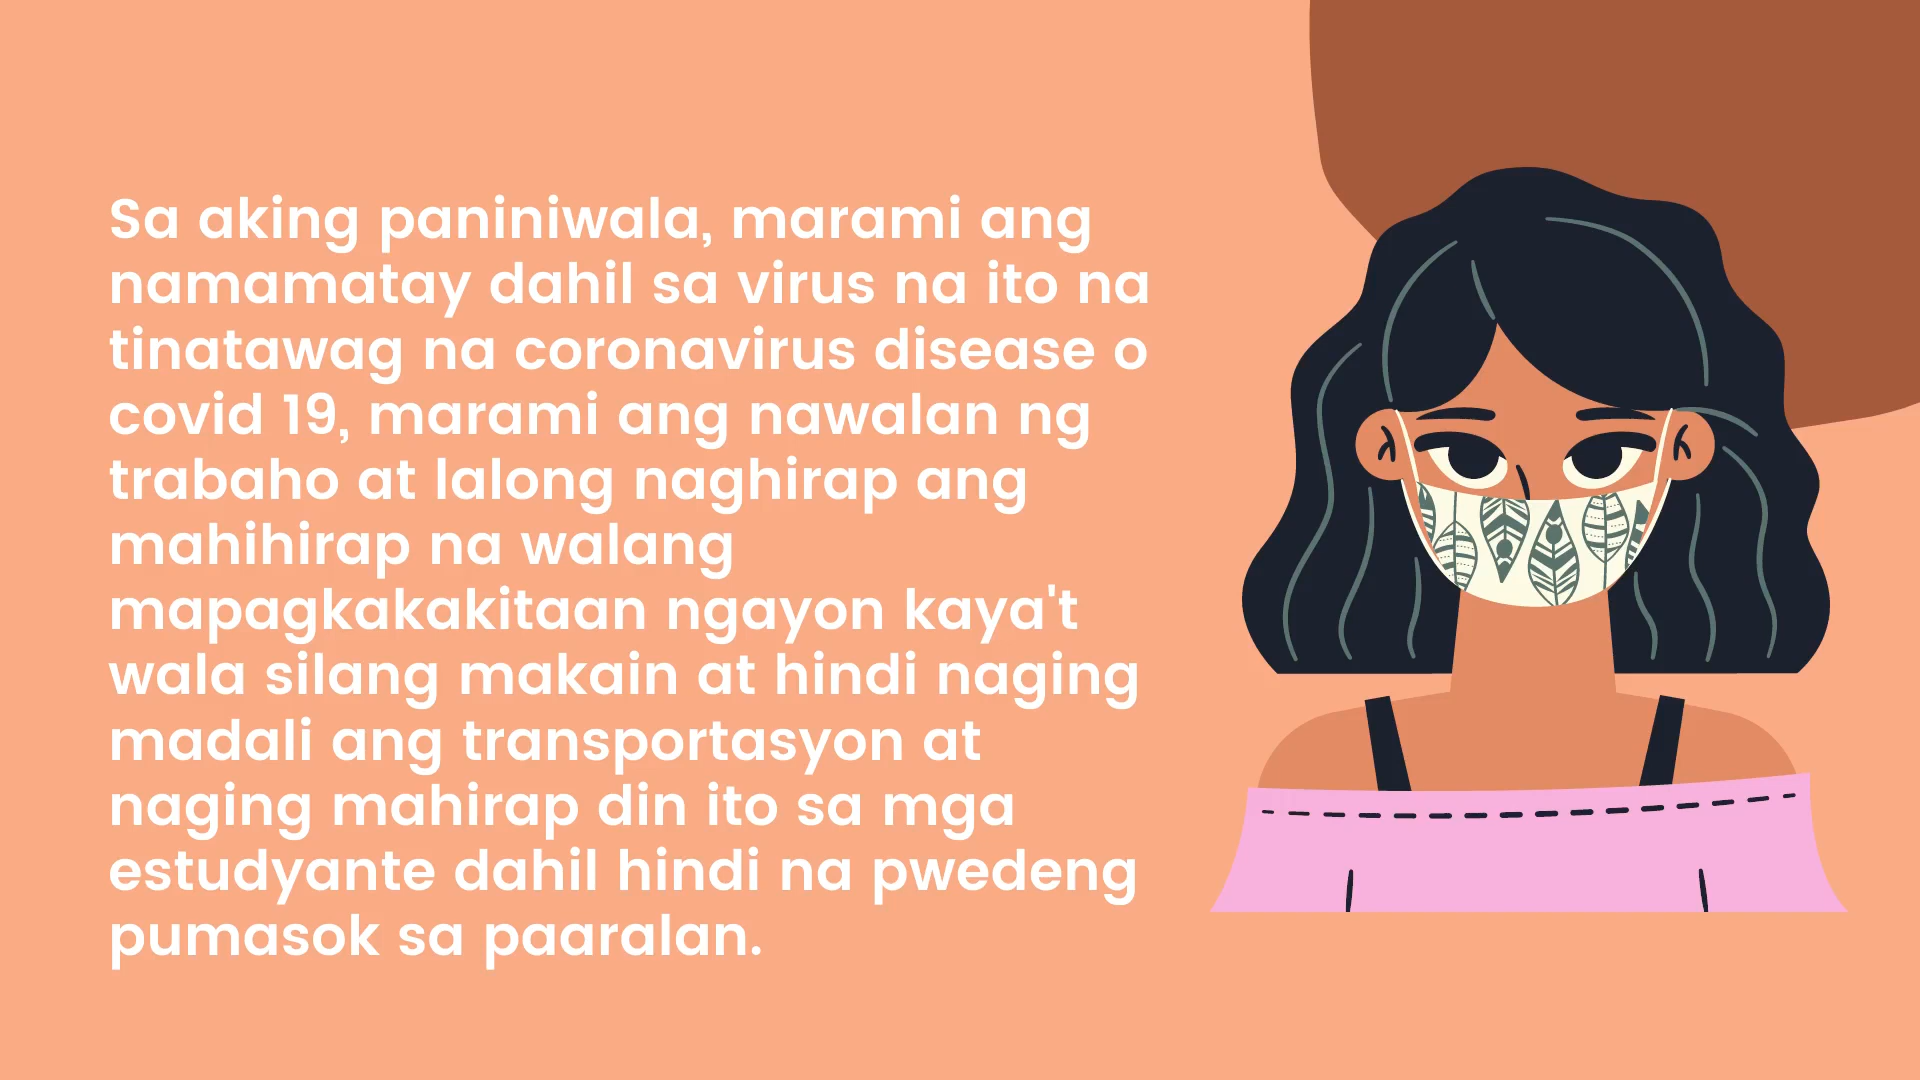 Sa aking paniniwala, marami ang
namamatay dahil sa virus na ito na
tinatawag na coronavirus disease o
covid 19, marami ang nawalan ng
trabaho at lalong naghirap ang
mahihirap na walang
mapagkakakitaan ngayon kaya't
wala silang makain at hindi naging
madali ang transportasyon at
naging mahirap din ito sa mga
estudyante dahil hindi na pwedeng
pumasok sa paaralan.